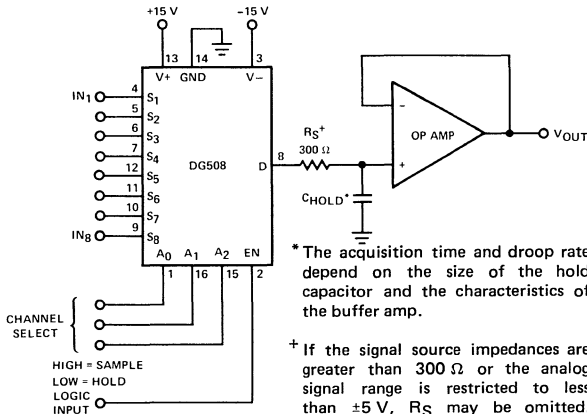 +15 V
-15 V
13 14 3
V+ GND V-
IN1 4 S1
5 S2
6 S3
7 S4
12 S5
11 S6
10 S7
IN8 9 S8
DG508
D 8
RS+
300 Ω
CHOLD*
-
OP AMP
+
VOUT
A0 A1 A2 EN
1 16 15 2
CHANNEL
SELECT
HIGH = SAMPLE
LOW = HOLD
LOGIC
INPUT
* The acquisition time and droop rate
depend on the size of the hold
capacitor and the characteristics of
the buffer amp.
+ If the signal source impedances are
greater than 300 Ω or the analog
signal range is restricted to less
than ±5 V, RS may be omitted.